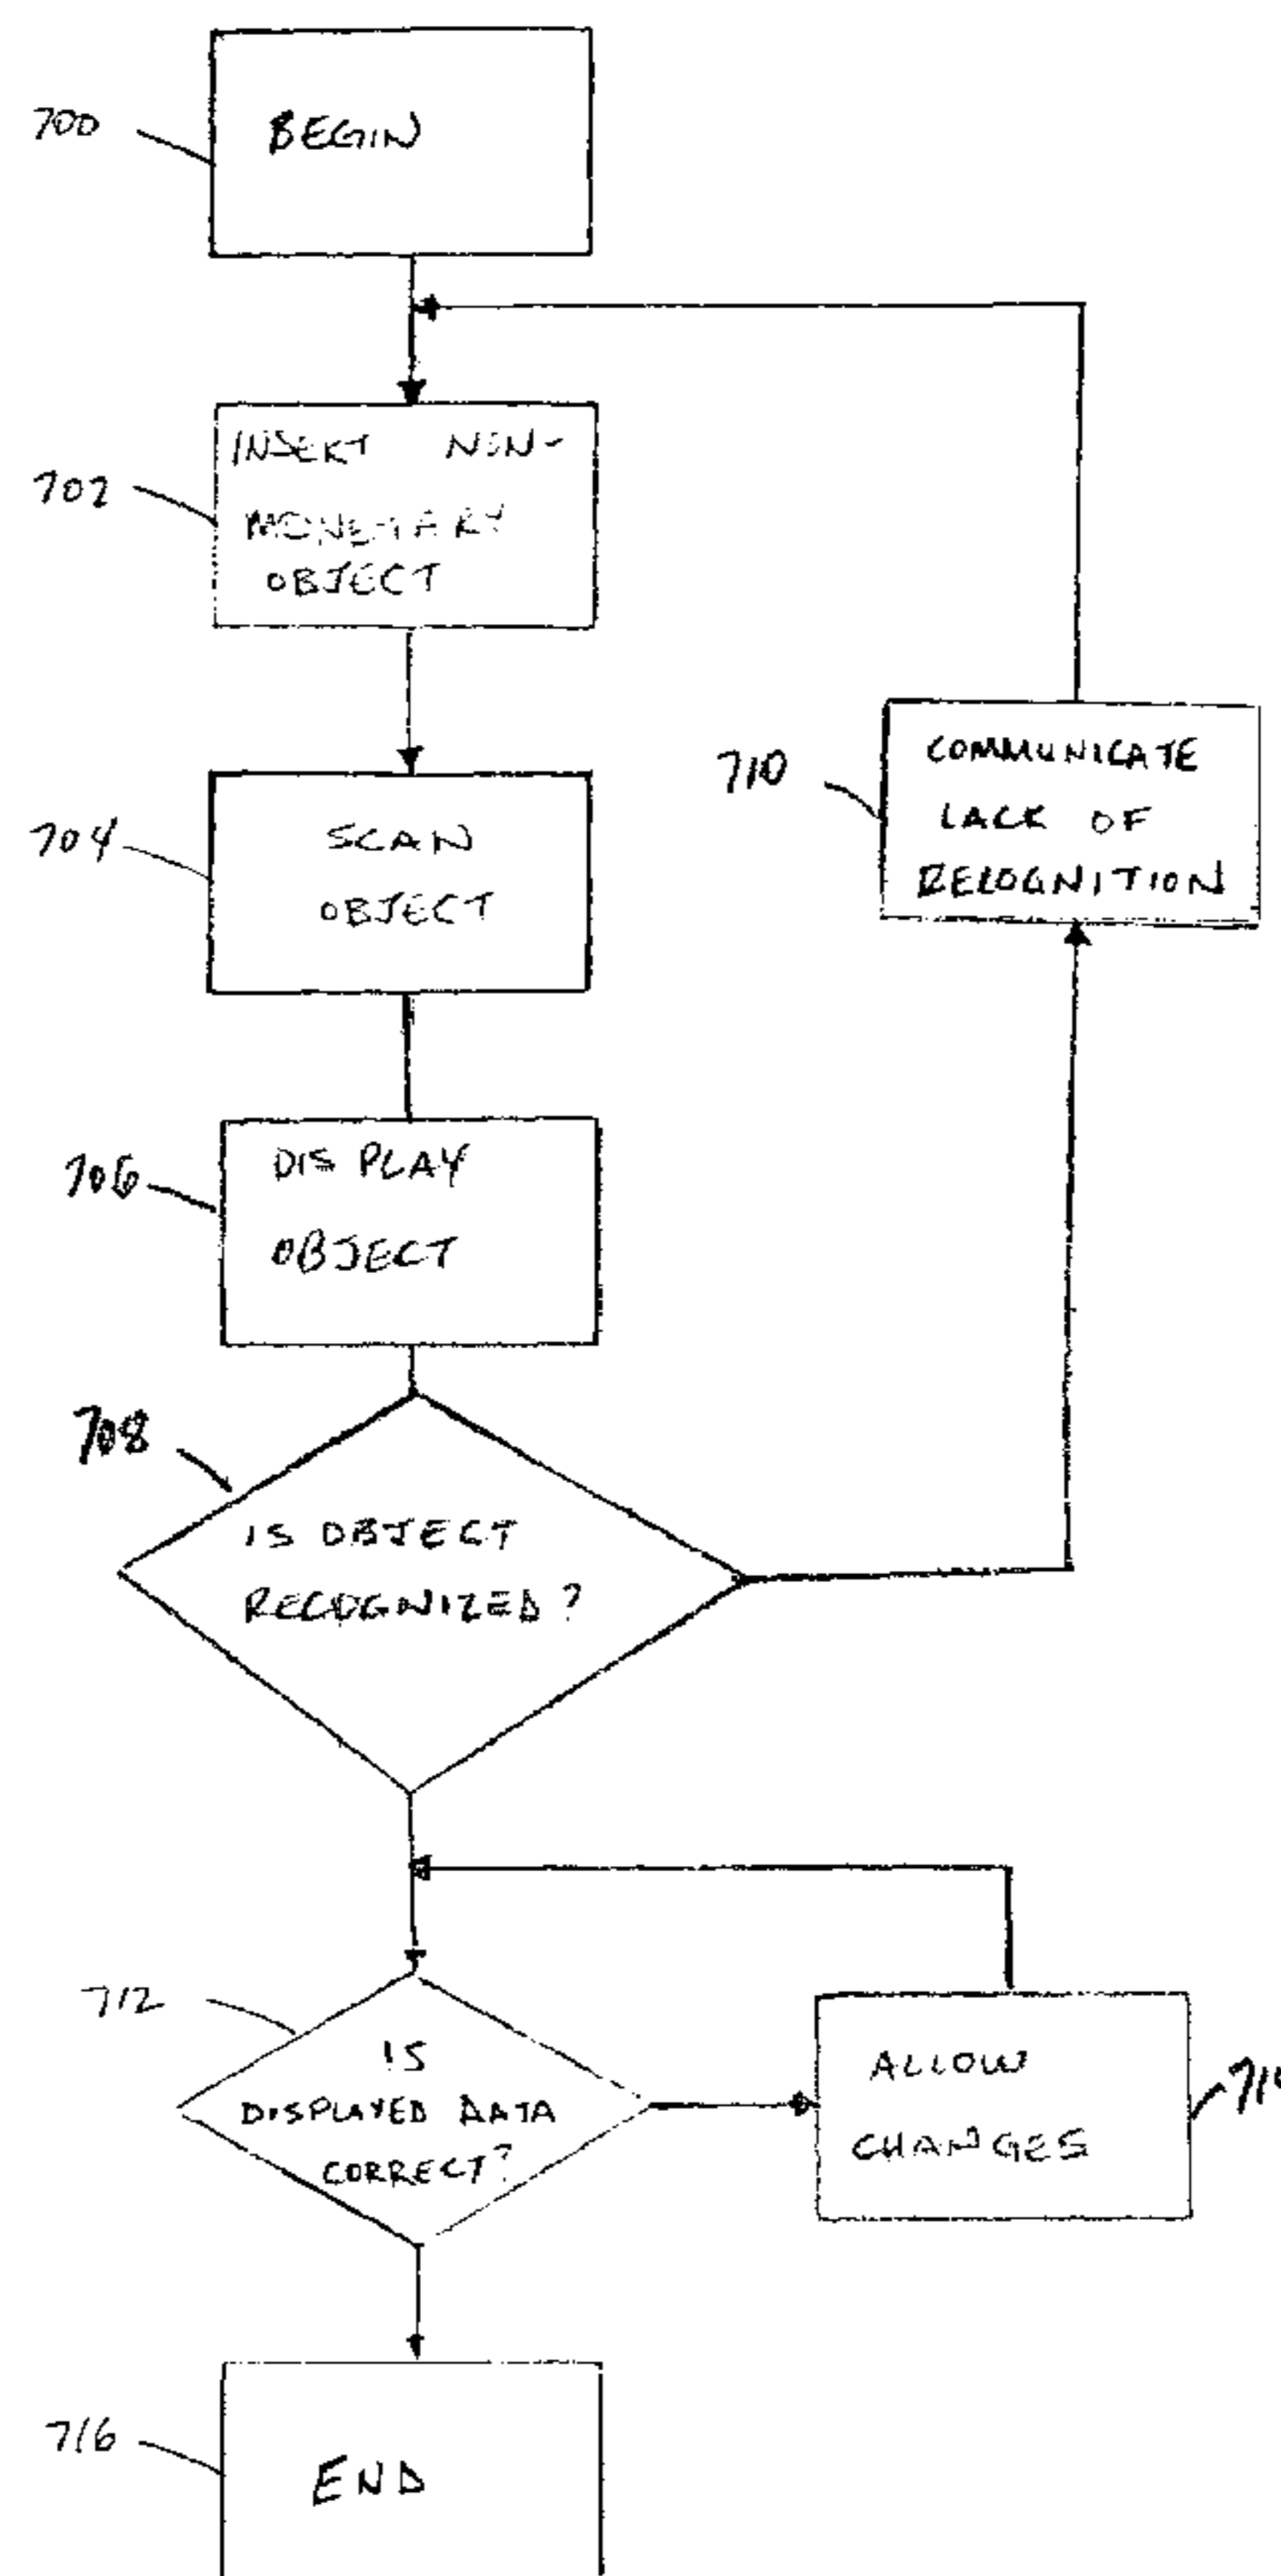 700
BEGIN
702
INSERT NON-
MONETARY
OBJECT
704
SCAN
OBJECT
710
COMMUNICATE
LACK OF
RECOGNITION
706
DISPLAY
OBJECT
708
IS OBJECT
RECOGNIZED?
712
IS
DISPLAYED DATA
CORRECT?
ALLOW
CHANGES
716
END